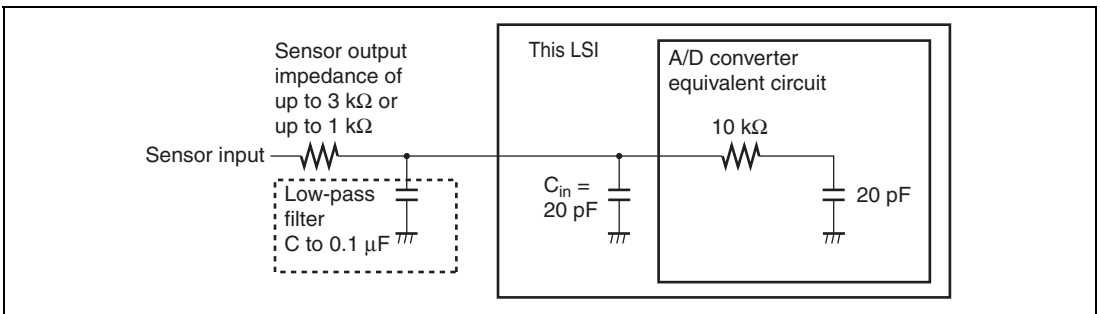 Sensor output
impedance of
up to 3 kΩ or
up to 1 kΩ
Sensor input
Low-pass
filter
C to 0.1 μF
This LSI
C_in =
20 pF
A/D converter
equivalent circuit
10 kΩ
20 pF